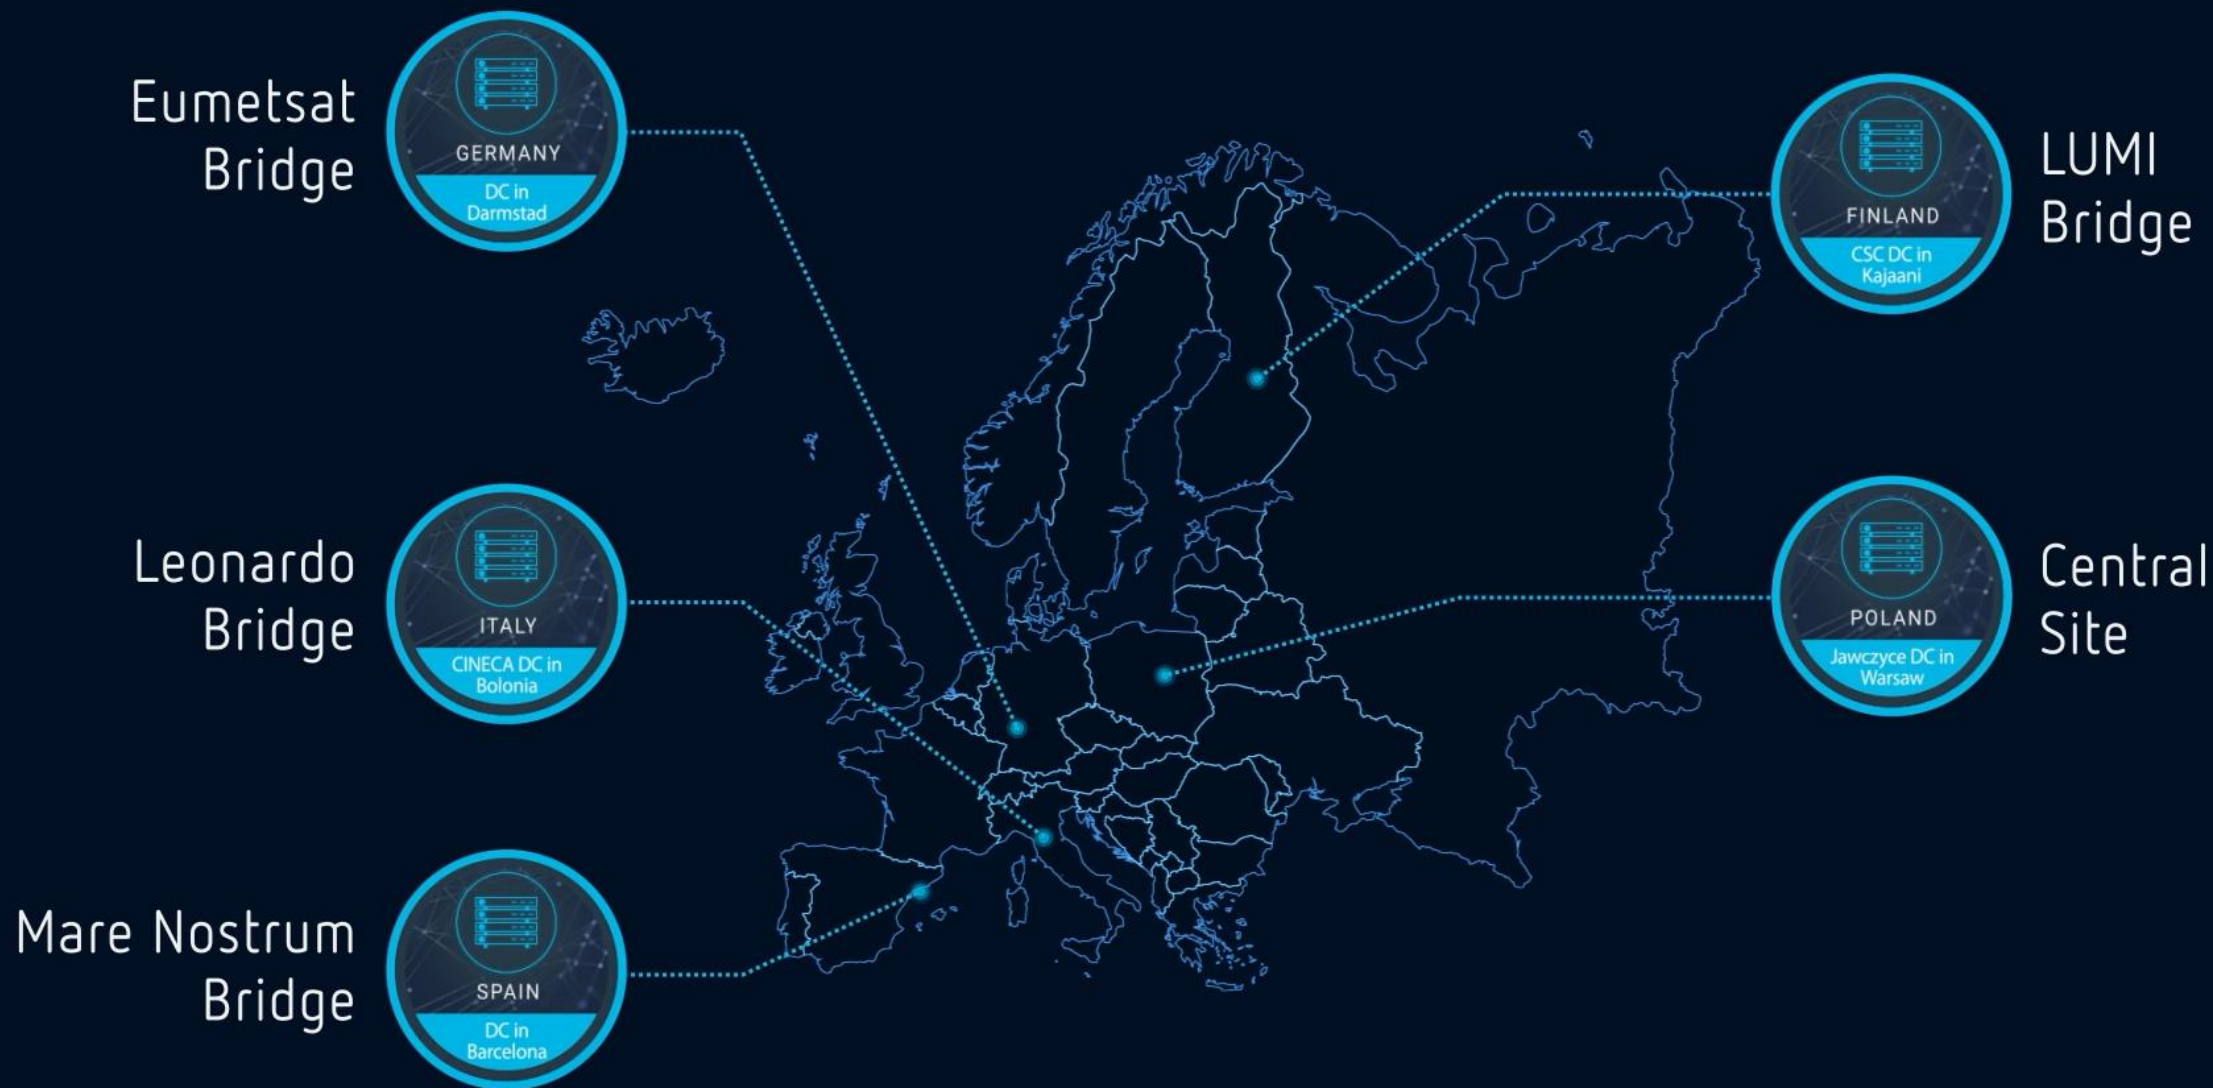 Eumetsat
Bridge
GERMANY
DC in
Darmstad
FINLAND
CSC DC in
Kajaani
LUMI
Bridge
Leonardo
Bridge
ITALY
CINECA DC in
Bolonia
POLAND
Jawczyce DC in
Warsaw
Central
Site
Mare Nostrum
Bridge
SPAIN
DC in
Barcelona